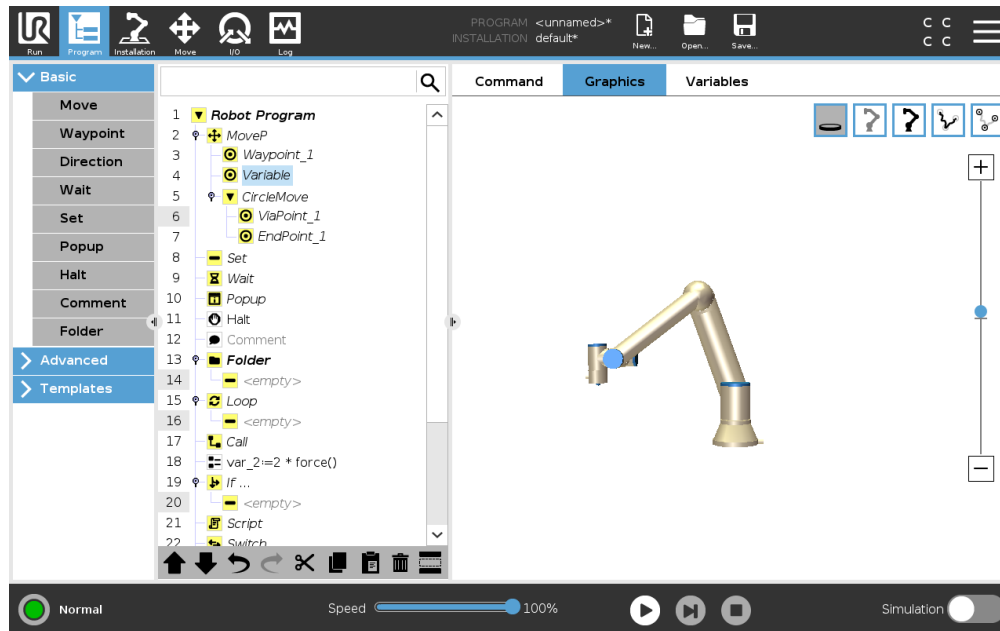 UR
Run
Program
Installation
Move
I/O
Log
PROGRAM <unnamed>*
INSTALLATION default*
New...
Open...
Save...
C C
C C
Basic
Move
Waypoint
Direction
Wait
Set
Popup
Halt
Comment
Folder
Advanced
Templates
1 Robot Program
2 MoveP
3 Waypoint_1
4 Variable
5 CircleMove
6 ViaPoint_1
7 EndPoint_1
8 Set
9 Wait
10 Popup
11 Halt
12 Comment
13 Folder
14 <empty>
15 Loop
16 <empty>
17 Call
18 var_2:=2 * force()
19 If ...
20 <empty>
21 Script
22 Switch
Command
Graphics
Variables
Normal
Speed 100%
Simulation